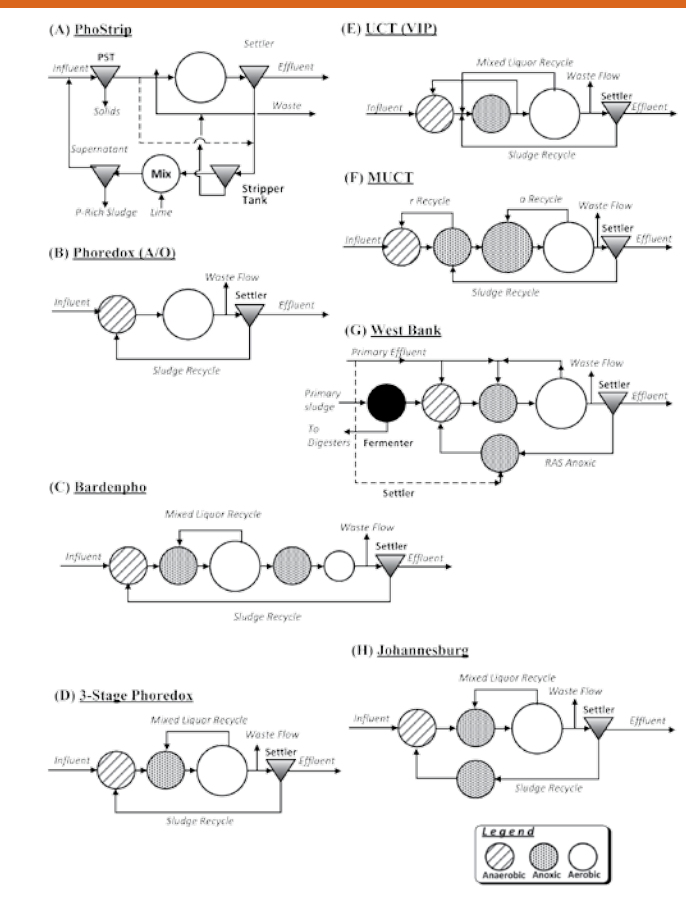 (A) PhoStrip
Settler
PST
Influent
Effluent
Solids
Waste
Supernatant
Mix
Stripper
Tank
P-Rich Sludge
Lime
(B) Phoredox (A/O)
Waste Flow
Settler
Influent
Effluent
Sludge Recycle
(C) Bardenpho
Mixed Liquor Recycle
Waste Flow
Settler
Influent
Effluent
Sludge Recycle
(D) 3-Stage Phoredox
Mixed Liquor Recycle
Waste Flow
Settler
Influent
Effluent
Sludge Recycle
(E) UCT (VIP)
Mixed Liquor Recycle
Waste Flow
Settler
Influent
Effluent
Sludge Recycle
(F) MUCT
r Recycle
a Recycle
Waste Flow
Settler
Influent
Effluent
Sludge Recycle
(G) West Bank
Primary Effluent
Waste Flow
Settler
Primary
sludge
Effluent
To
Digesters
Fermenter
RAS Anoxic
Settler
(H) Johannesburg
Mixed Liquor Recycle
Waste Flow
Settler
Influent
Effluent
Sludge Recycle
Legend
Anaerobic Anoxic Aerobic